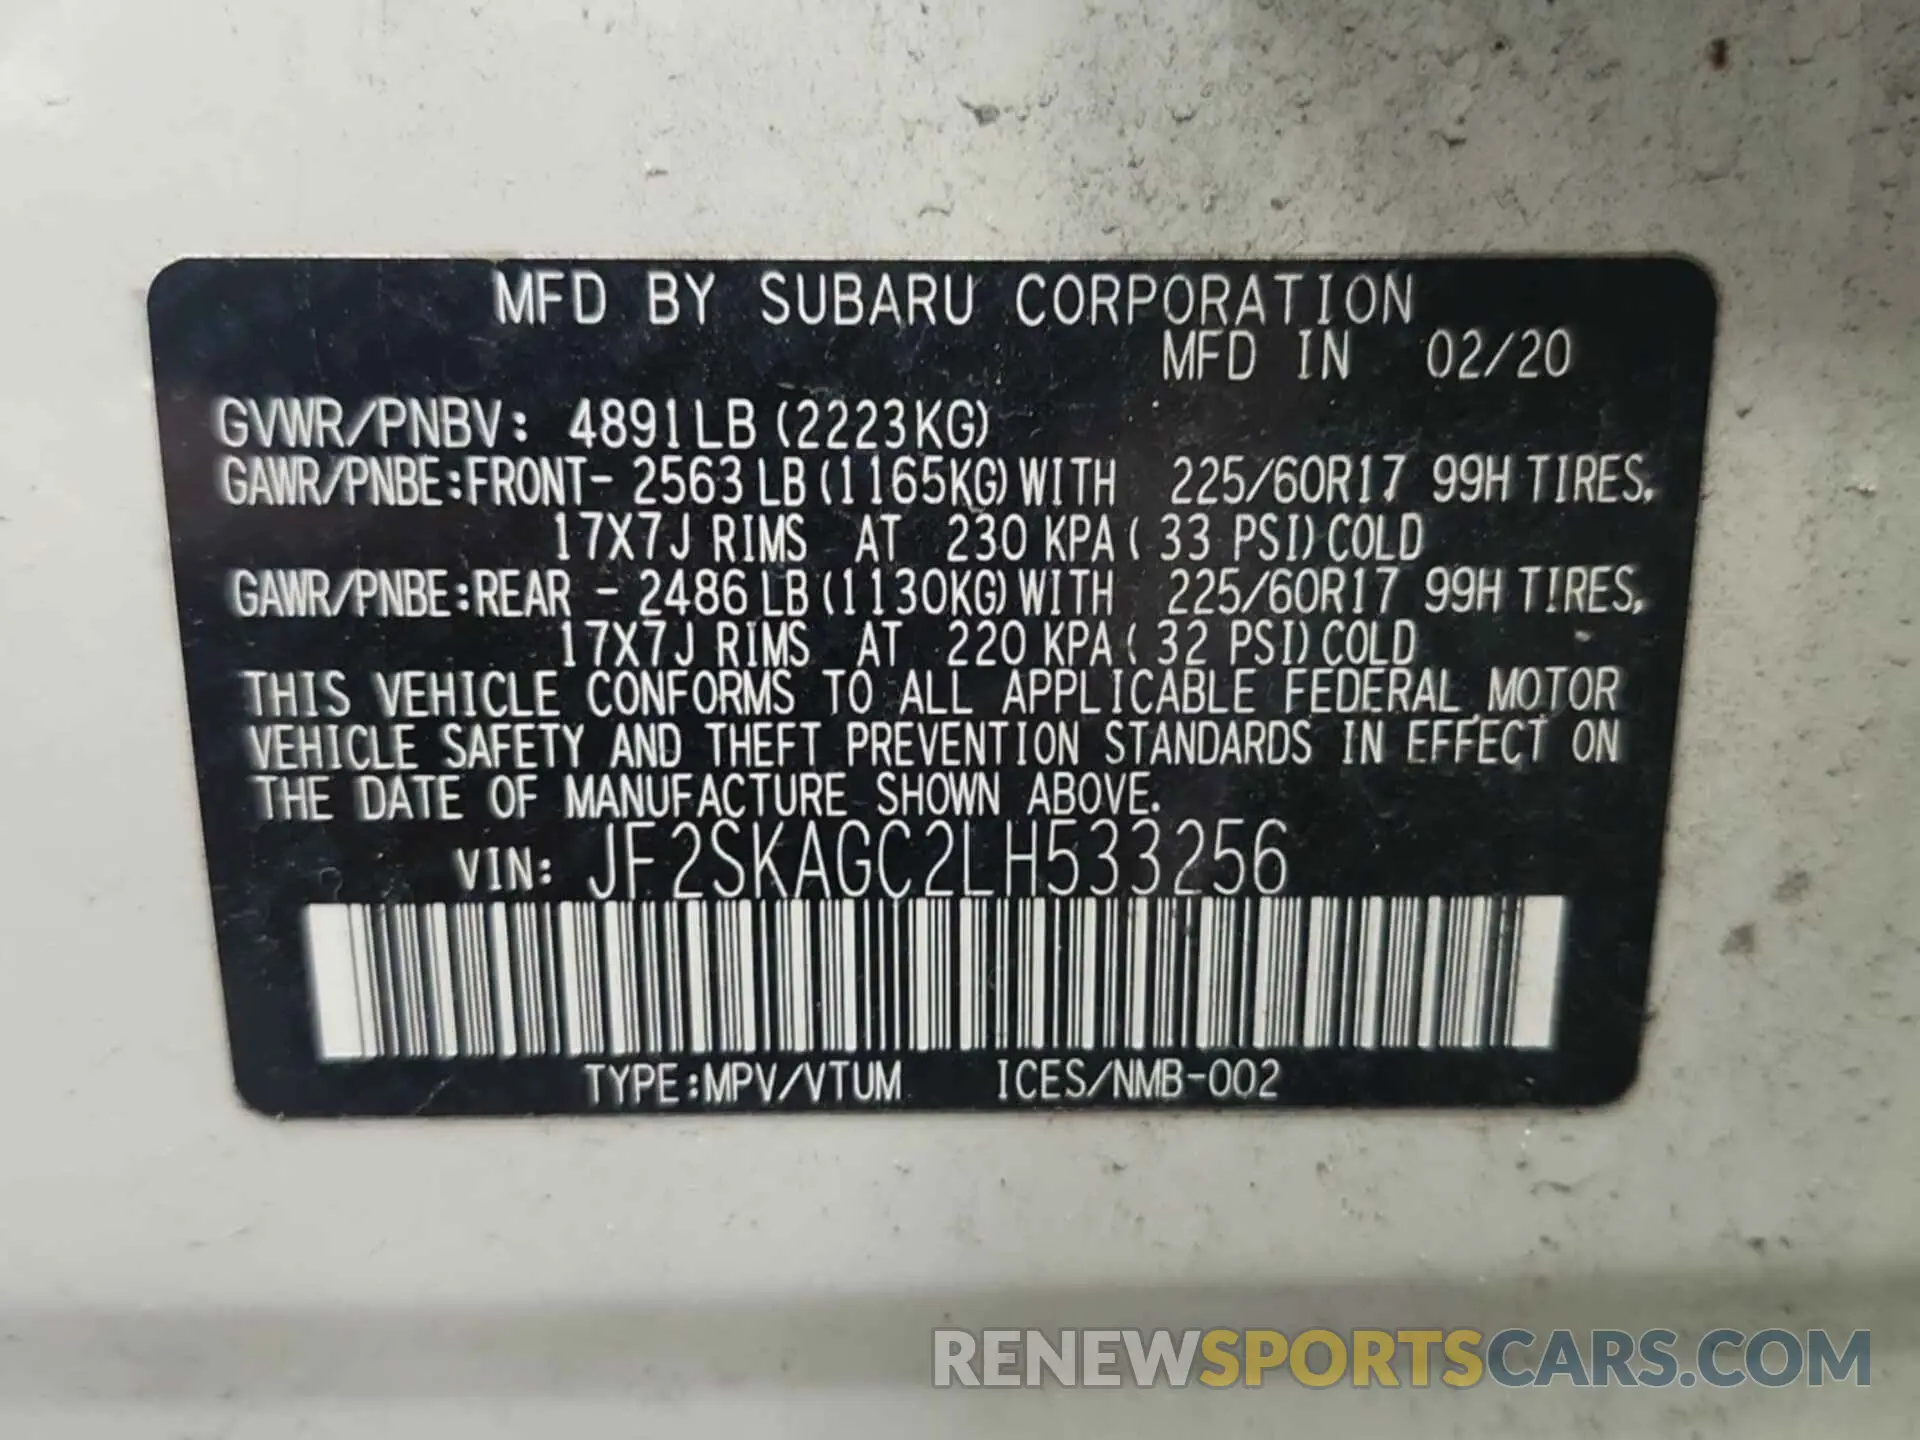 MFD BY SUBARU CORPORATION
MFD IN 02/20
GVWR/PNBV: 4891LB (2223KG)
GAWR/PNBE:FRONT- 2563 LB (1165KG) WITH 225/60R17 99H TIRES,
17X7J RIMS AT 230 KPA ( 33 PSI) COLD
GAWR/PNBE:REAR - 2486 LB (1130KG) WITH 225/60R17 99H TIRES,
17X7J RIMS AT 220 KPA ( 32 PSI) COLD
THIS VEHICLE CONFORMS TO ALL APPLICABLE FEDERAL MOTOR
VEHICLE SAFETY AND THEFT PREVENTION STANDARDS IN EFFECT ON
THE DATE OF MANUFACTURE SHOWN ABOVE.
VIN: JF2SKAGC2LH533256
TYPE:MPV/VTUM ICES/NMB-002
RENEWSPORTSCARS.COM